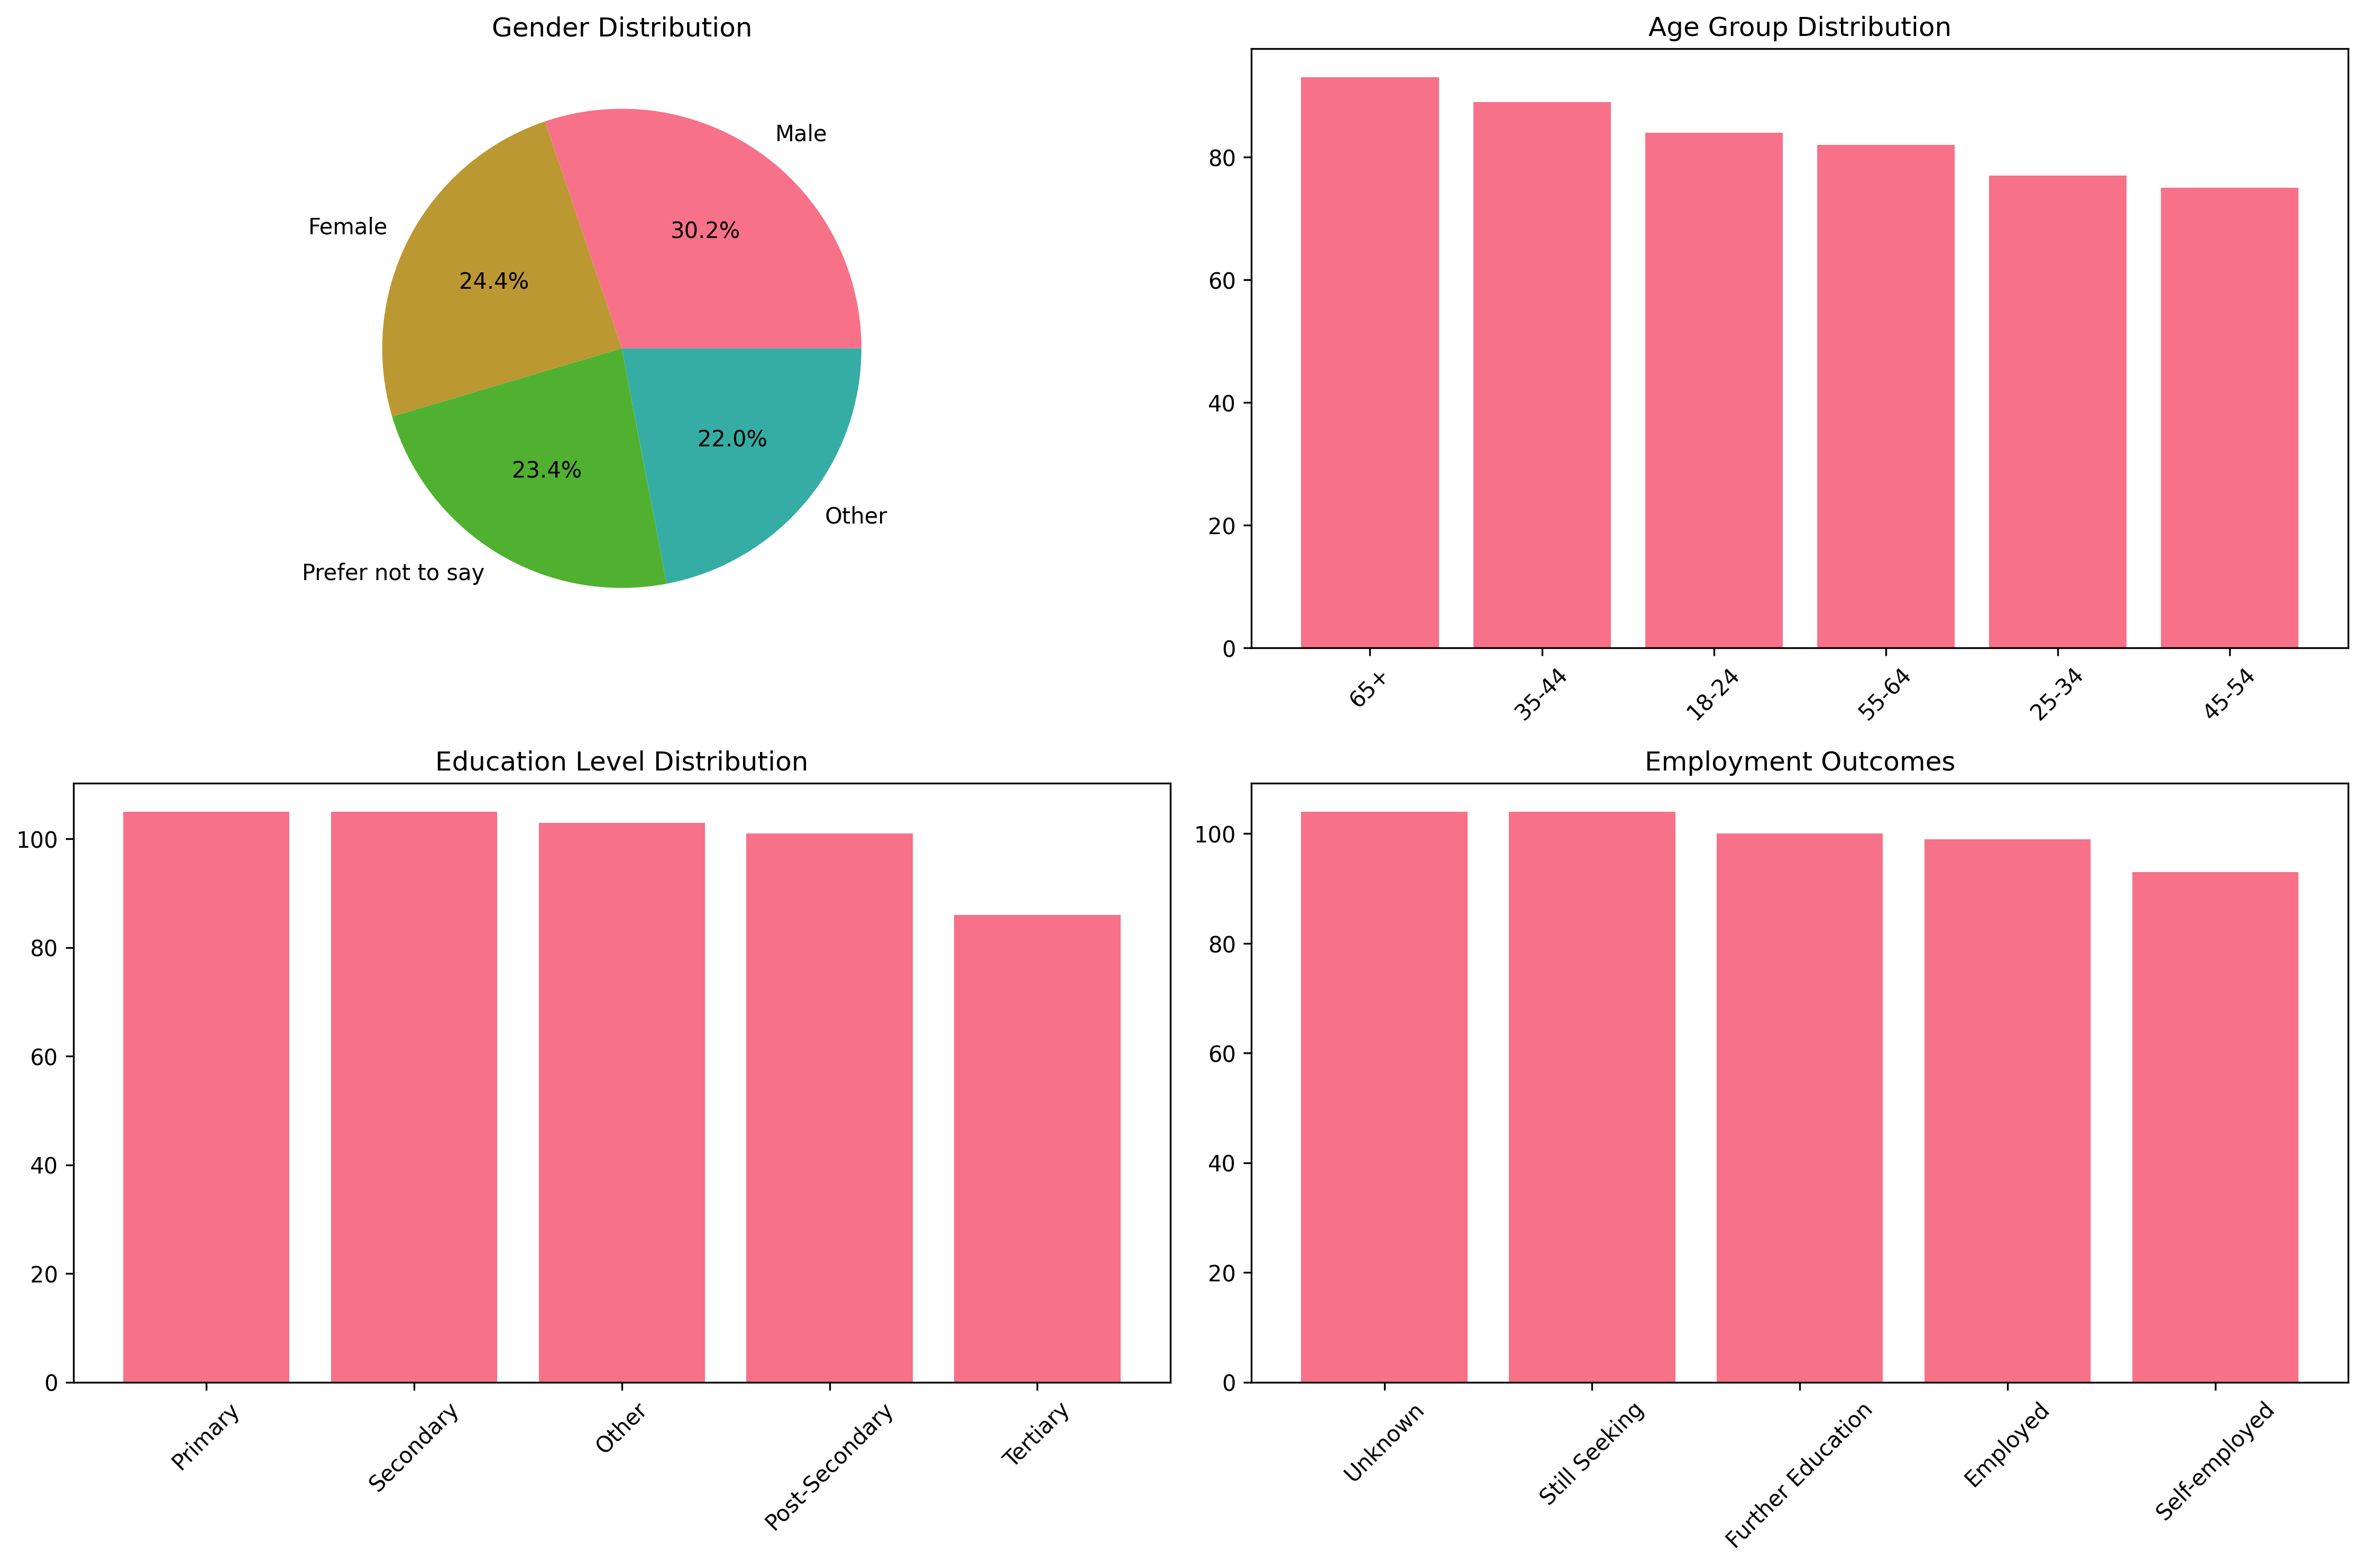 Gender Distribution
Male
Female
Prefer not to say
Other
30.2%
24.4%
23.4%
22.0%
Age Group Distribution
80
60
40
20
0
65+
35-44
18-24
55-64
25-34
45-54
Education Level Distribution
100
80
60
40
20
0
Primary
Secondary
Other
Post-Secondary
Tertiary
Employment Outcomes
100
80
60
40
20
0
Unknown
Still Seeking
Further Education
Employed
Self-employed